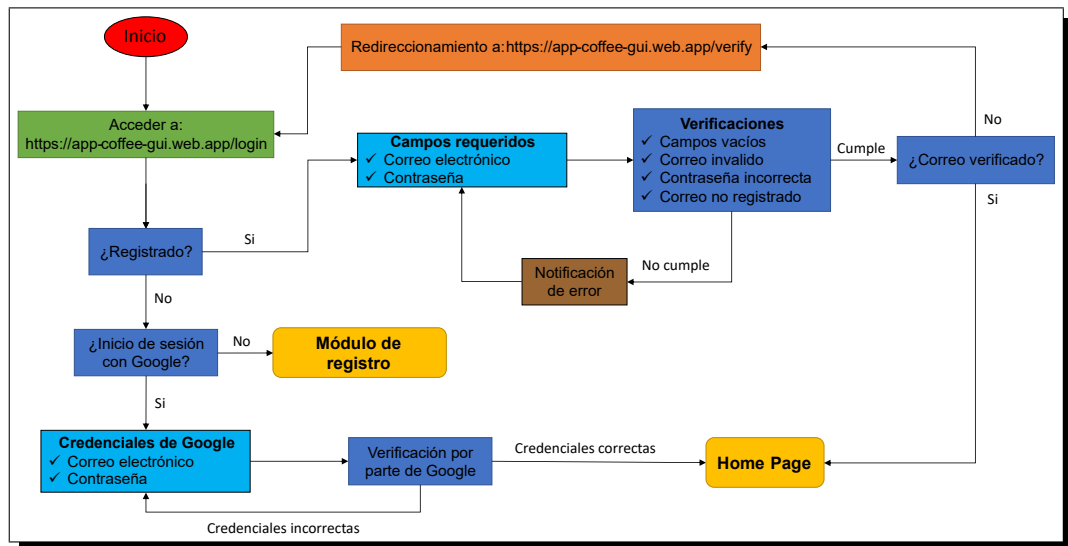 Inicio
Redireccionamiento a:https://app-coffee-gui.web.app/verify
Acceder a:
https://app-coffee-gui.web.app/login
Campos requeridos
✓ Correo electrónico
✓ Contraseña
Verificaciones
✓ Campos vacíos
✓ Correo invalido
✓ Contraseña incorrecta
✓ Correo no registrado
Cumple
¿Correo verificado?
No
Si
¿Registrado?
Si
Notificación
de error
No cumple
No
¿Inicio de sesión
con Google?
No
Módulo de
registro
Si
Credenciales de Google
✓ Correo electrónico
✓ Contraseña
Verificación por
parte de Google
Credenciales correctas
Home Page
Credenciales incorrectas